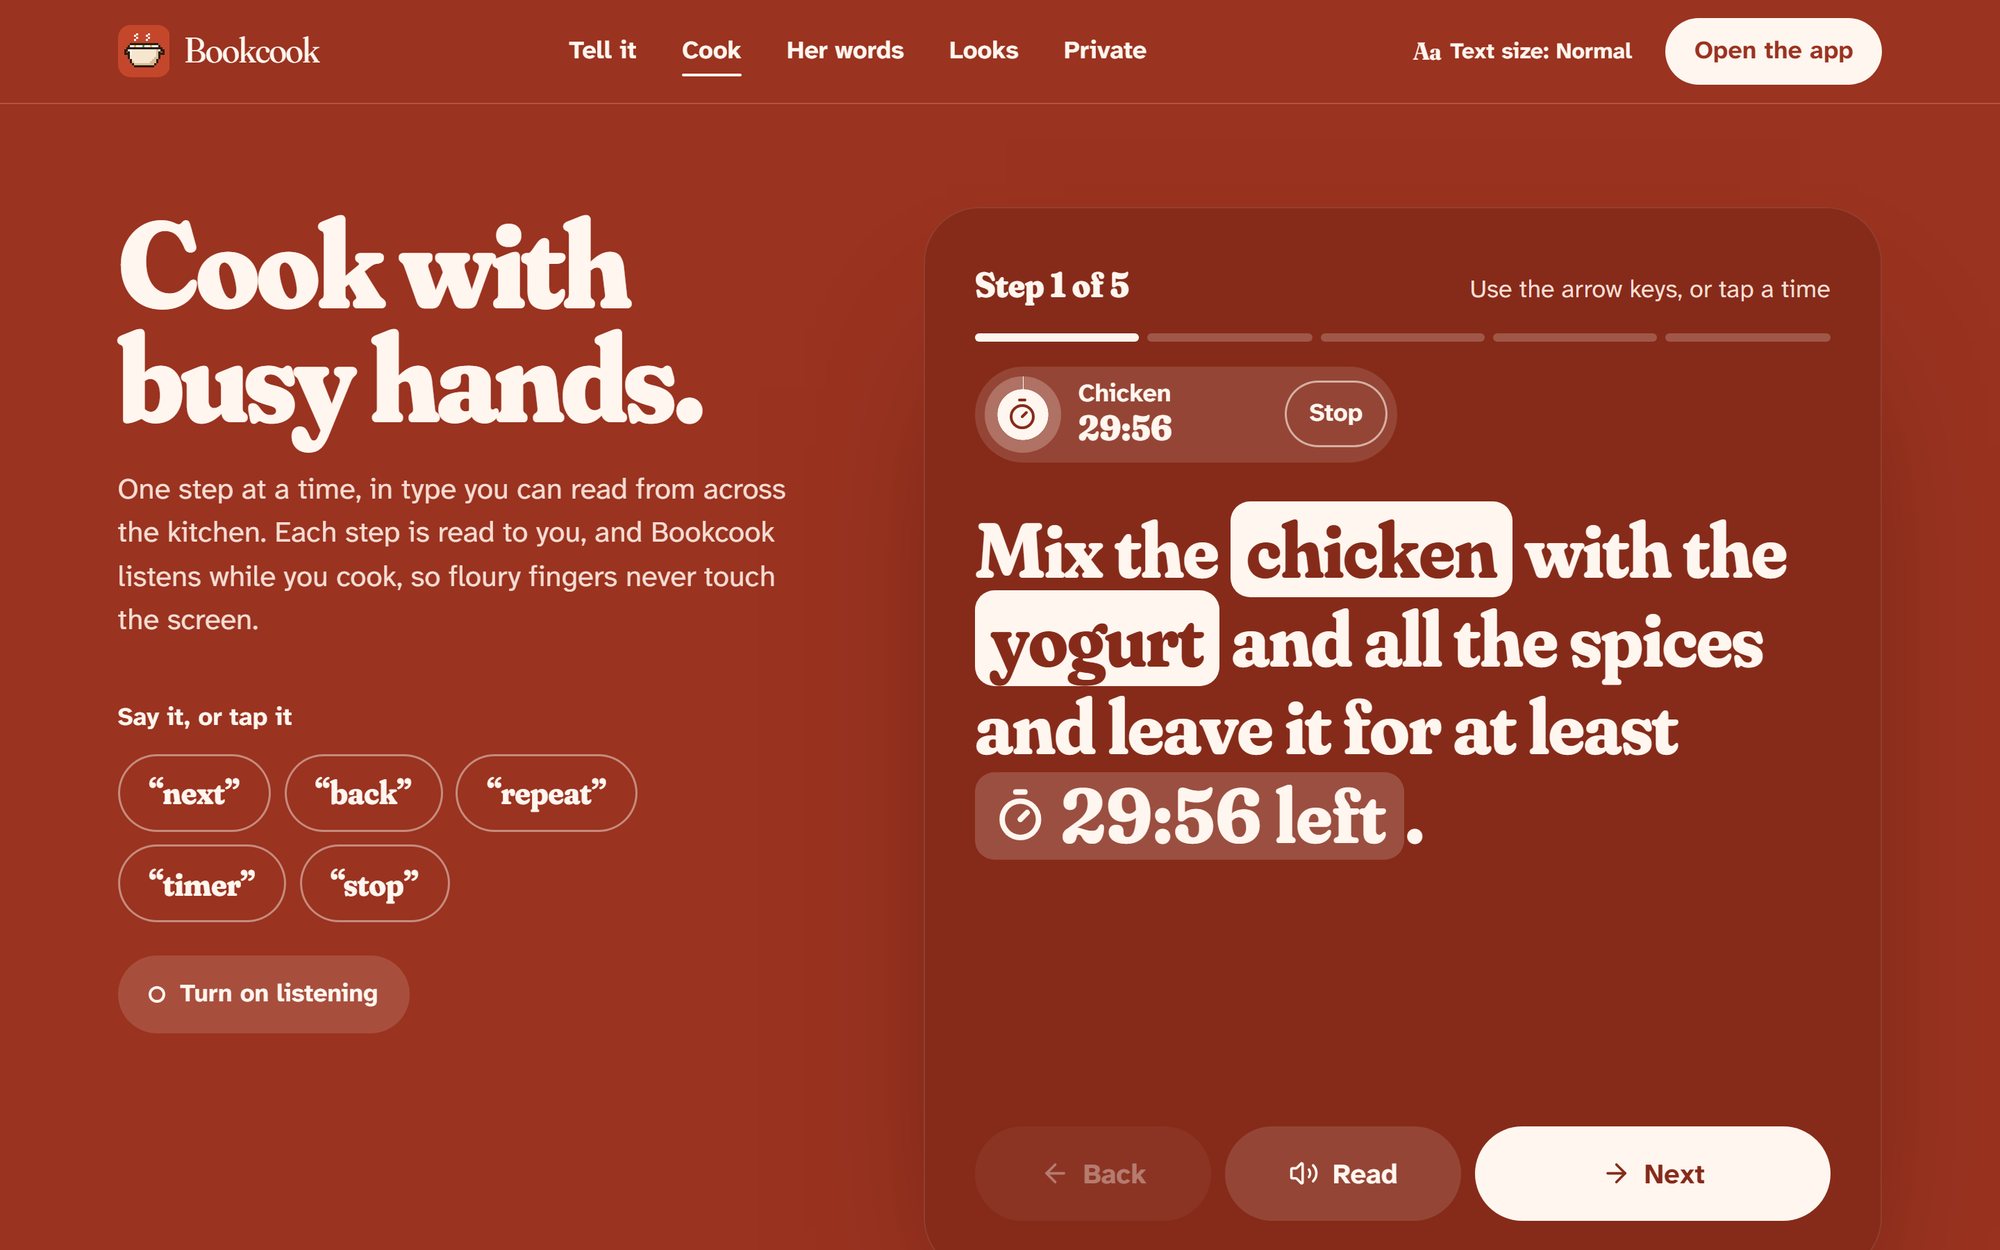 Bookcook
Tell it
Cook
Her words
Looks
Private
Aa Text size: Normal
Open the app
Cook with
busy hands.
One step at a time, in type you can read from across
the kitchen. Each step is read to you, and Bookcook
listens while you cook, so floury fingers never touch
the screen.
Say it, or tap it
“next”
“back”
“repeat”
“timer”
“stop”
Turn on listening
Step 1 of 5
Use the arrow keys, or tap a time
Chicken
29:56
Stop
Mix the chicken with the
yogurt and all the spices
and leave it for at least
29:56 left.
Back
Read
Next